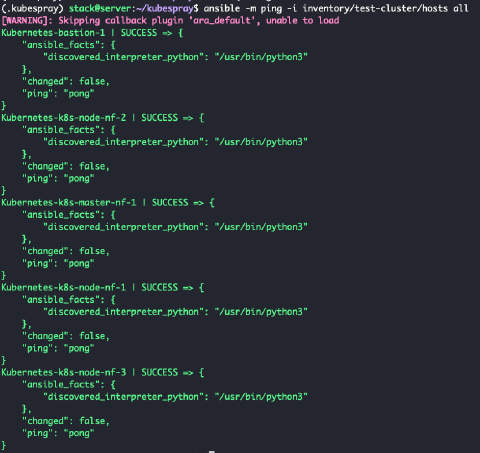 (.kubespray) stack@server:~/kubespray$ ansible -m ping -i inventory/test-cluster/hosts all
[WARNING]: Skipping callback plugin 'ara_default', unable to load
Kubernetes-bastion-1 | SUCCESS => {
    "ansible_facts": {
        "discovered_interpreter_python": "/usr/bin/python3"
    },
    "changed": false,
    "ping": "pong"
}
Kubernetes-k8s-node-nf-2 | SUCCESS => {
    "ansible_facts": {
        "discovered_interpreter_python": "/usr/bin/python3"
    },
    "changed": false,
    "ping": "pong"
}
Kubernetes-k8s-master-nf-1 | SUCCESS => {
    "ansible_facts": {
        "discovered_interpreter_python": "/usr/bin/python3"
    },
    "changed": false,
    "ping": "pong"
}
Kubernetes-k8s-node-nf-1 | SUCCESS => {
    "ansible_facts": {
        "discovered_interpreter_python": "/usr/bin/python3"
    },
    "changed": false,
    "ping": "pong"
}
Kubernetes-k8s-node-nf-3 | SUCCESS => {
    "ansible_facts": {
        "discovered_interpreter_python": "/usr/bin/python3"
    },
    "changed": false,
    "ping": "pong"
}